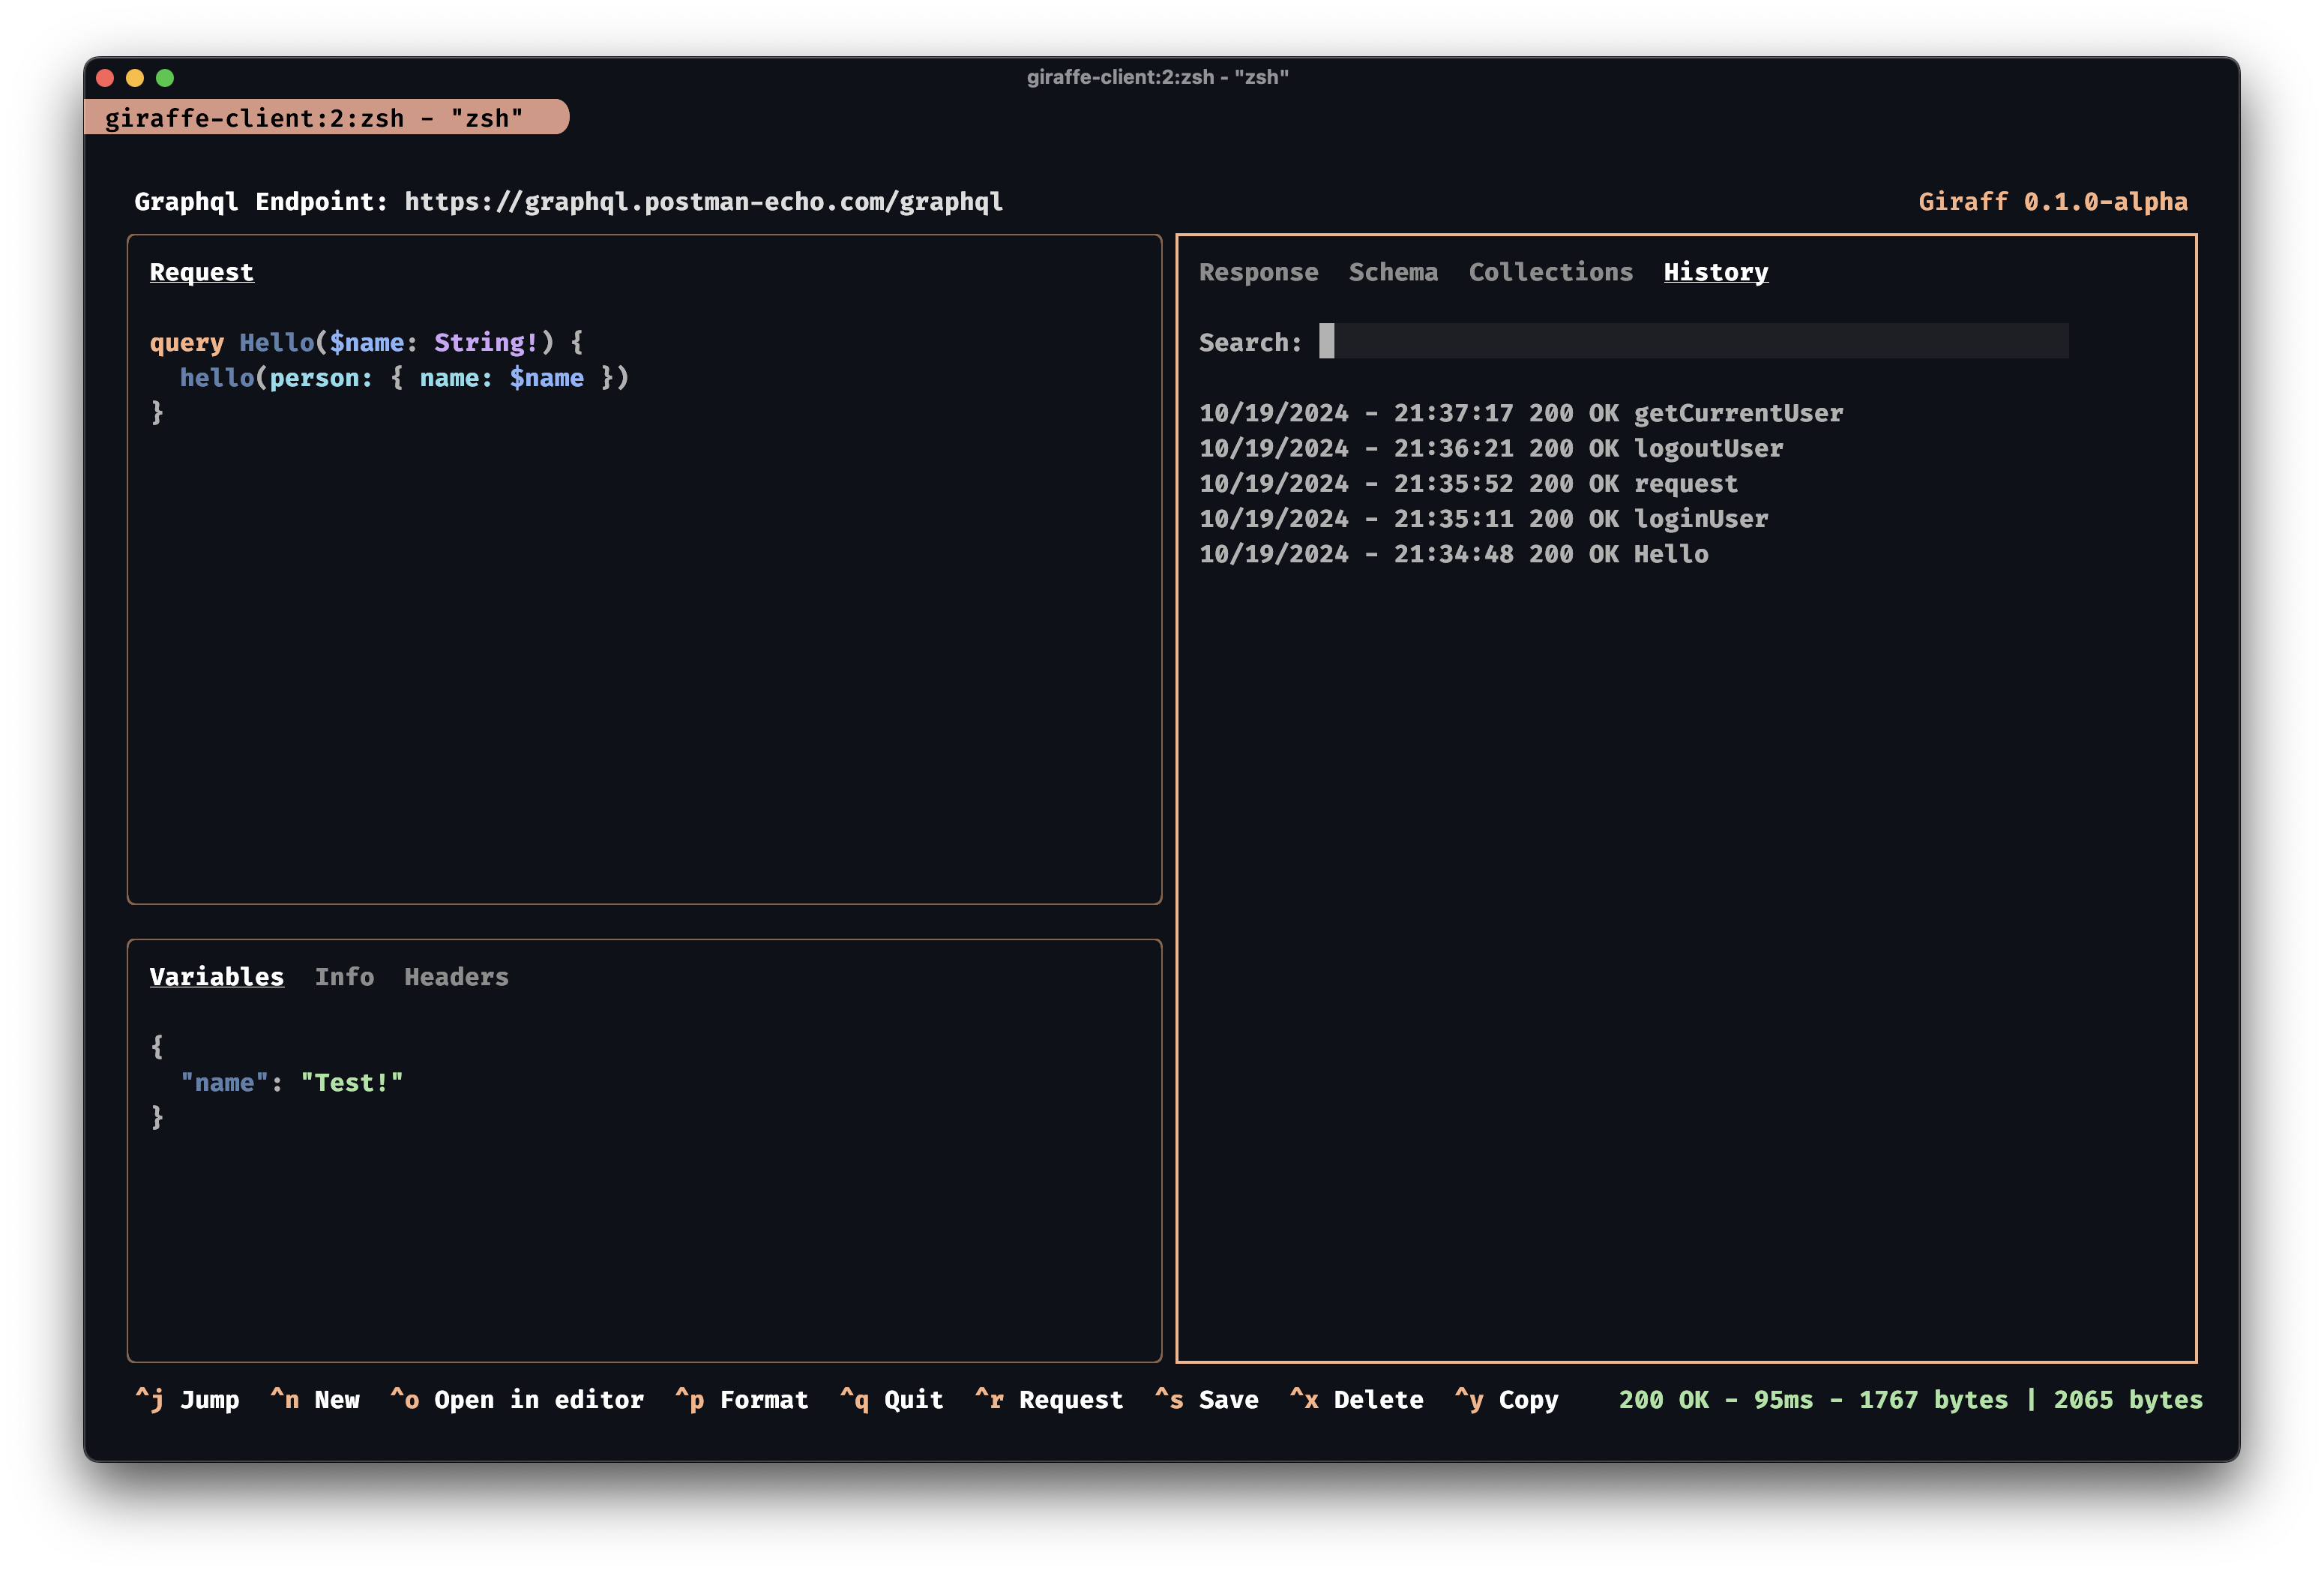 giraffe-client:2:zsh - "zsh"
giraffe-client:2:zsh - "zsh"
Graphql Endpoint: https://graphql.postman-echo.com/graphql
Giraff 0.1.0-alpha
Request
query Hello($name: String!) {
  hello(person: { name: $name })
}
Variables  Info  Headers
{
  "name": "Test!"
}
Response  Schema  Collections  History
Search:
10/19/2024 - 21:37:17 200 OK getCurrentUser
10/19/2024 - 21:36:21 200 OK logoutUser
10/19/2024 - 21:35:52 200 OK request
10/19/2024 - 21:35:11 200 OK loginUser
10/19/2024 - 21:34:48 200 OK Hello
^j Jump  ^n New  ^o Open in editor  ^p Format  ^q Quit  ^r Request  ^s Save  ^x Delete  ^y Copy    200 OK - 95ms - 1767 bytes | 2065 bytes